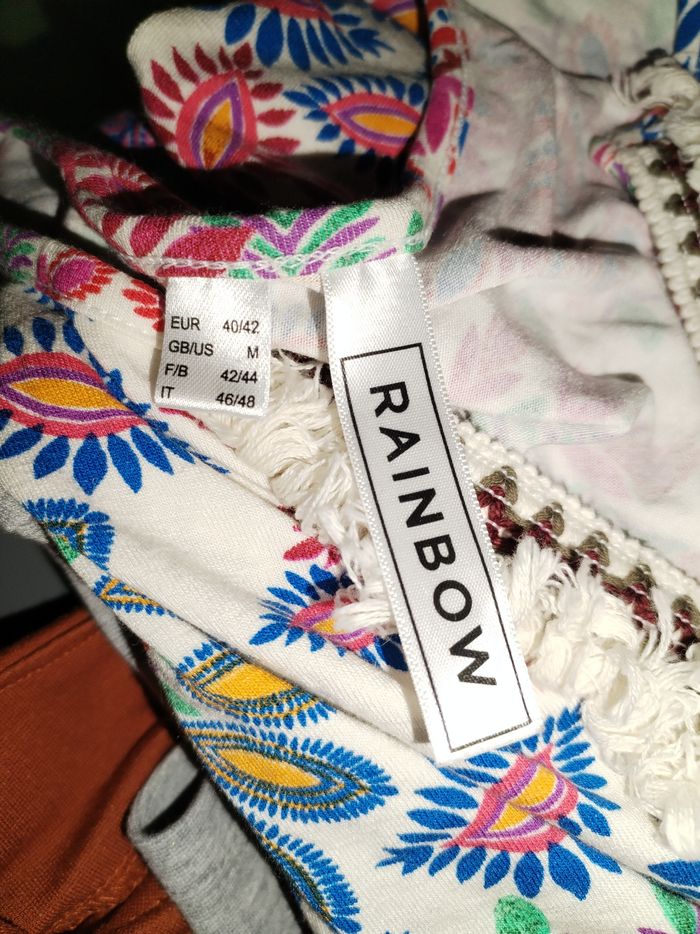 EUR 40/42
GB/US M
F/B 42/44
IT 46/48
RAINBOW